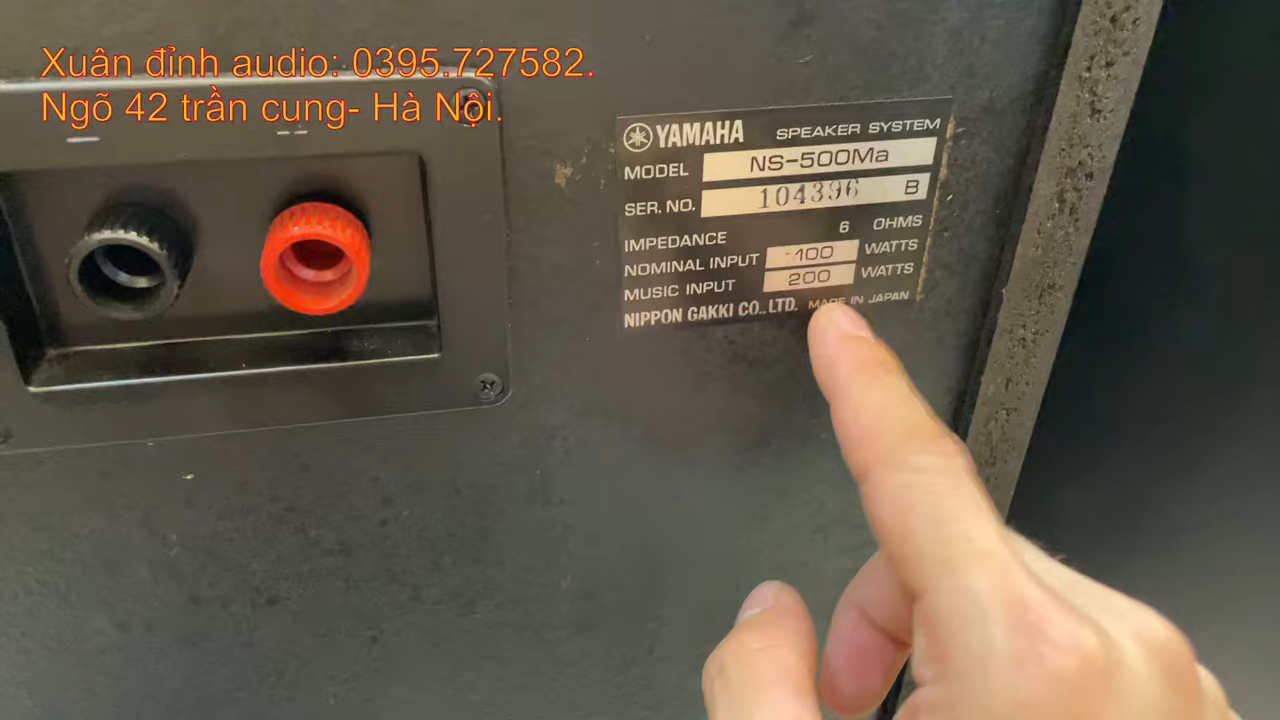 Xuân đỉnh audio: 0395.727582.
Ngõ 42 trần cung- Hà Nội.
YAMAHA SPEAKER SYSTEM
MODEL NS-500Ma
SER. NO. 104396 B
IMPEDANCE 6 OHMS
NOMINAL INPUT 100 WATTS
MUSIC INPUT 200 WATTS
NIPPON GAKKI CO., LTD. MADE IN JAPAN